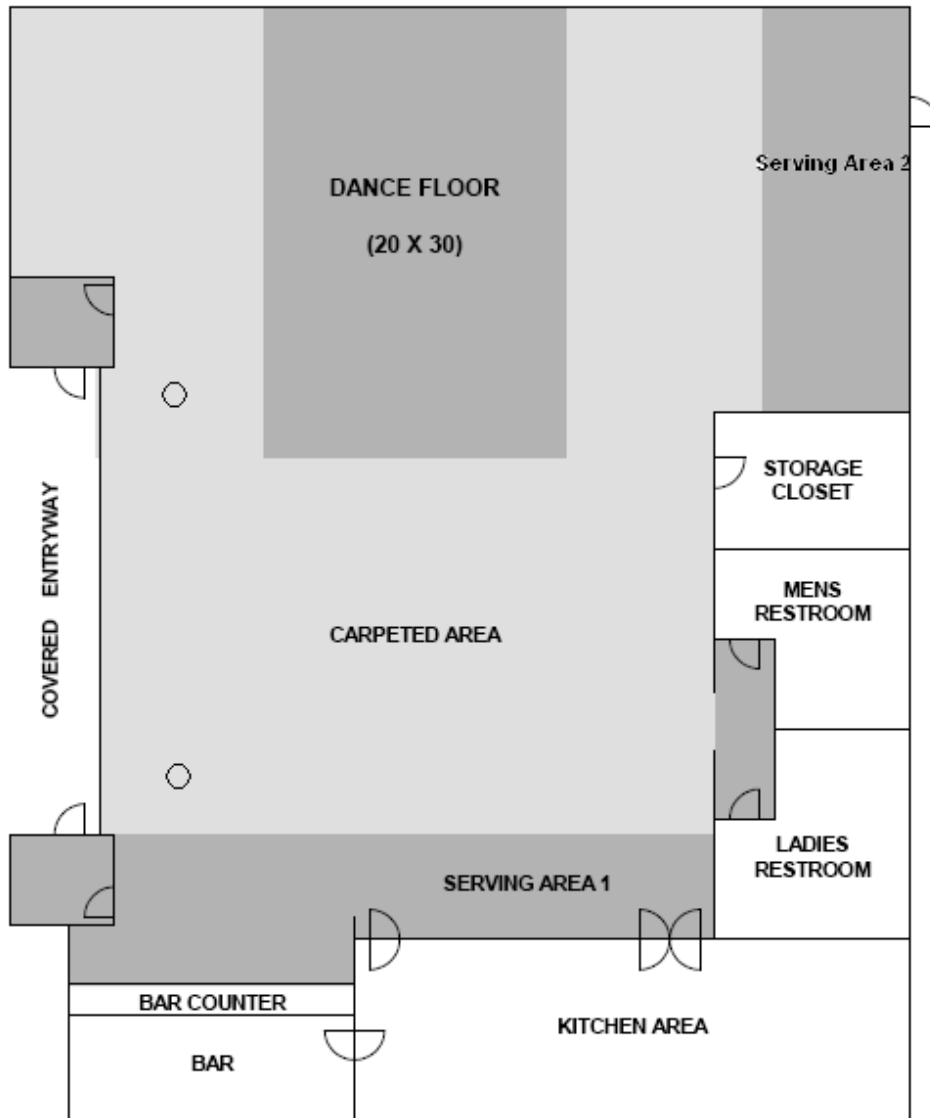 Serving Area 2
DANCE FLOOR
(20 X 30)
STORAGE
CLOSET
COVERED ENTRYWAY
MENS
RESTROOM
CARPETED AREA
LADIES
RESTROOM
SERVING AREA 1
BAR COUNTER
KITCHEN AREA
BAR